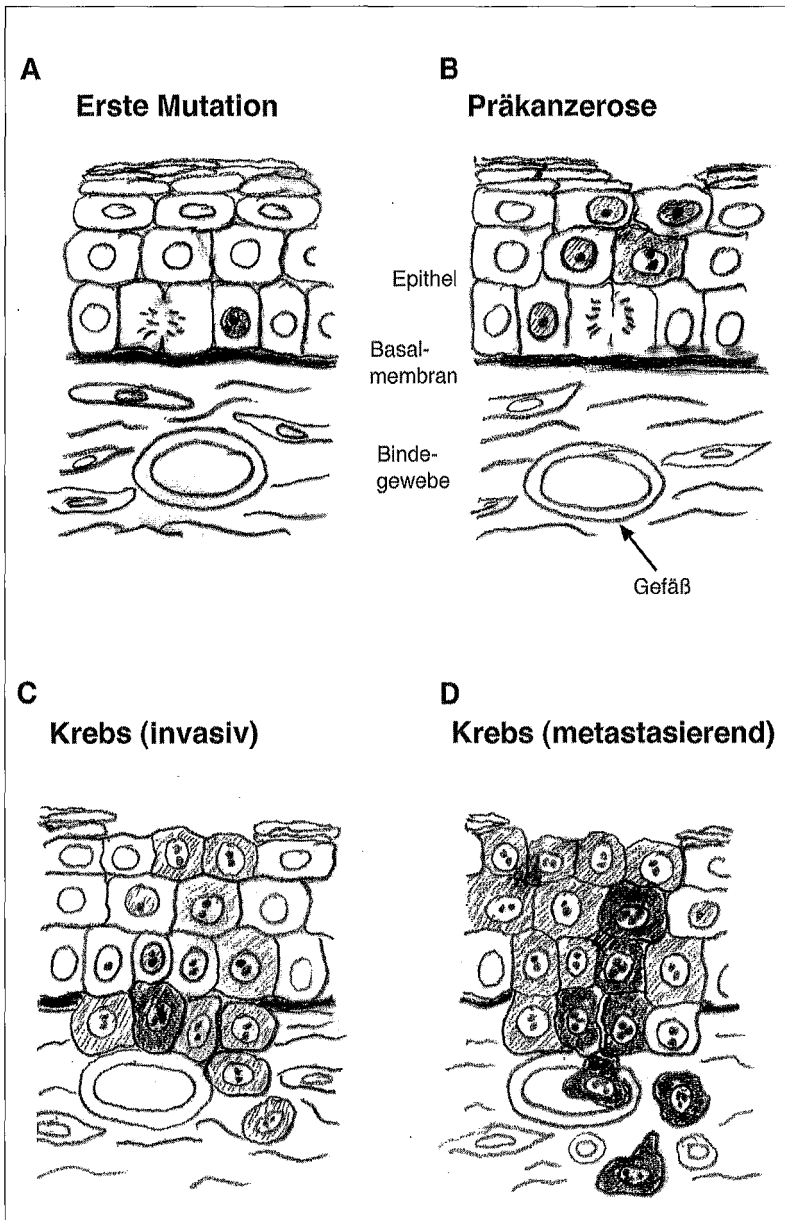 A
Erste Mutation
B
Präkanzerose
Epithel
Basal-
membran
Binde-
gewebe
Gefäß
C
Krebs (invasiv)
D
Krebs (metastasierend)